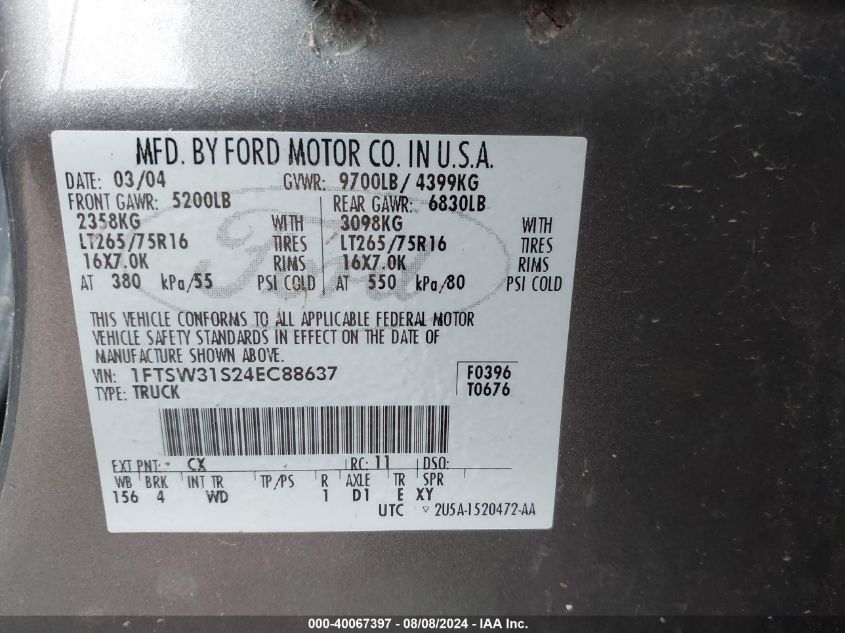 MFD. BY FORD MOTOR CO. IN U.S.A.
DATE: 03/04 GVWR: 9700LB/ 4399KG
FRONT GAWR: 5200LB REAR GAWR: 6830LB
2358KG WITH 3098KG WITH
LT265/75R16 TIRES LT265/75R16 TIRES
16X7.0K RIMS 16X7.0K RIMS
AT 380 kPa/55 PSI COLD AT 550 kPa/80 PSI COLD
Ford
THIS VEHICLE CONFORMS TO ALL APPLICABLE FEDERAL MOTOR
VEHICLE SAFETY STANDARDS IN EFFECT ON THE DATE OF
MANUFACTURE SHOWN ABOVE.
VIN: 1FTSW31S24EC88637 F0396
TYPE: TRUCK T0676
EXT PNT: CX RC: 11 DSO:
WB BRK INT TR TP/PS R AXLE TR SPR
156 4 WD 1 D1 E XY
UTC ▽ 2U5A-1520472-AA
000-40067397 - 08/08/2024 - IAA Inc.